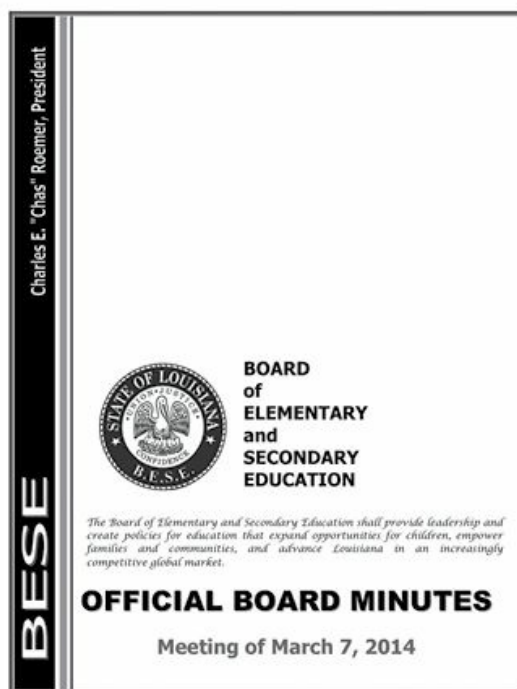 Charles E. "Chas" Roemer, President
BESE
STATE OF LOUISIANA
UNION · JUSTICE
CONFIDENCE
B.E.S.E.
BOARD
of
ELEMENTARY
and
SECONDARY
EDUCATION
The Board of Elementary and Secondary Education shall provide leadership and
create policies for education that expand opportunities for children, empower
families and communities, and advance Louisiana in an increasingly
competitive global market.
OFFICIAL BOARD MINUTES
Meeting of March 7, 2014